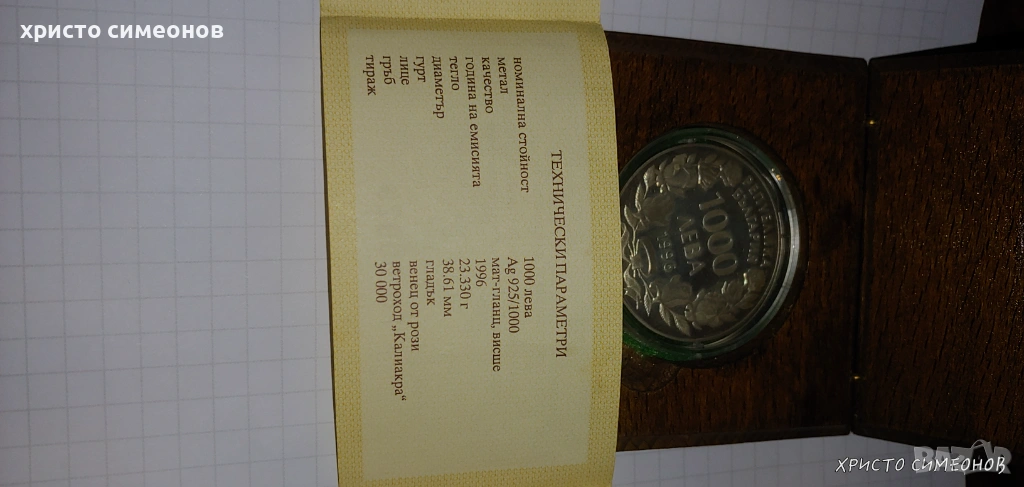 христо симеонов
ТЕХНИЧЕСКИ ПАРАМЕТРИ
номинална стойност 1000 лева
метал Ag 925/1000
качество мат-гланц, висше
година на емисията 1996
тегло 23.330 г
диаметър 38.61 мм
гурт гладък
лице венец от рози
гръб ветроход „Калиакра“
тираж 30 000
РЕПУБЛИКА
БЪЛГАРИЯ
1000
ЛЕВА
1996
ХРИСТО СИМЕОНОВ
BAZAR